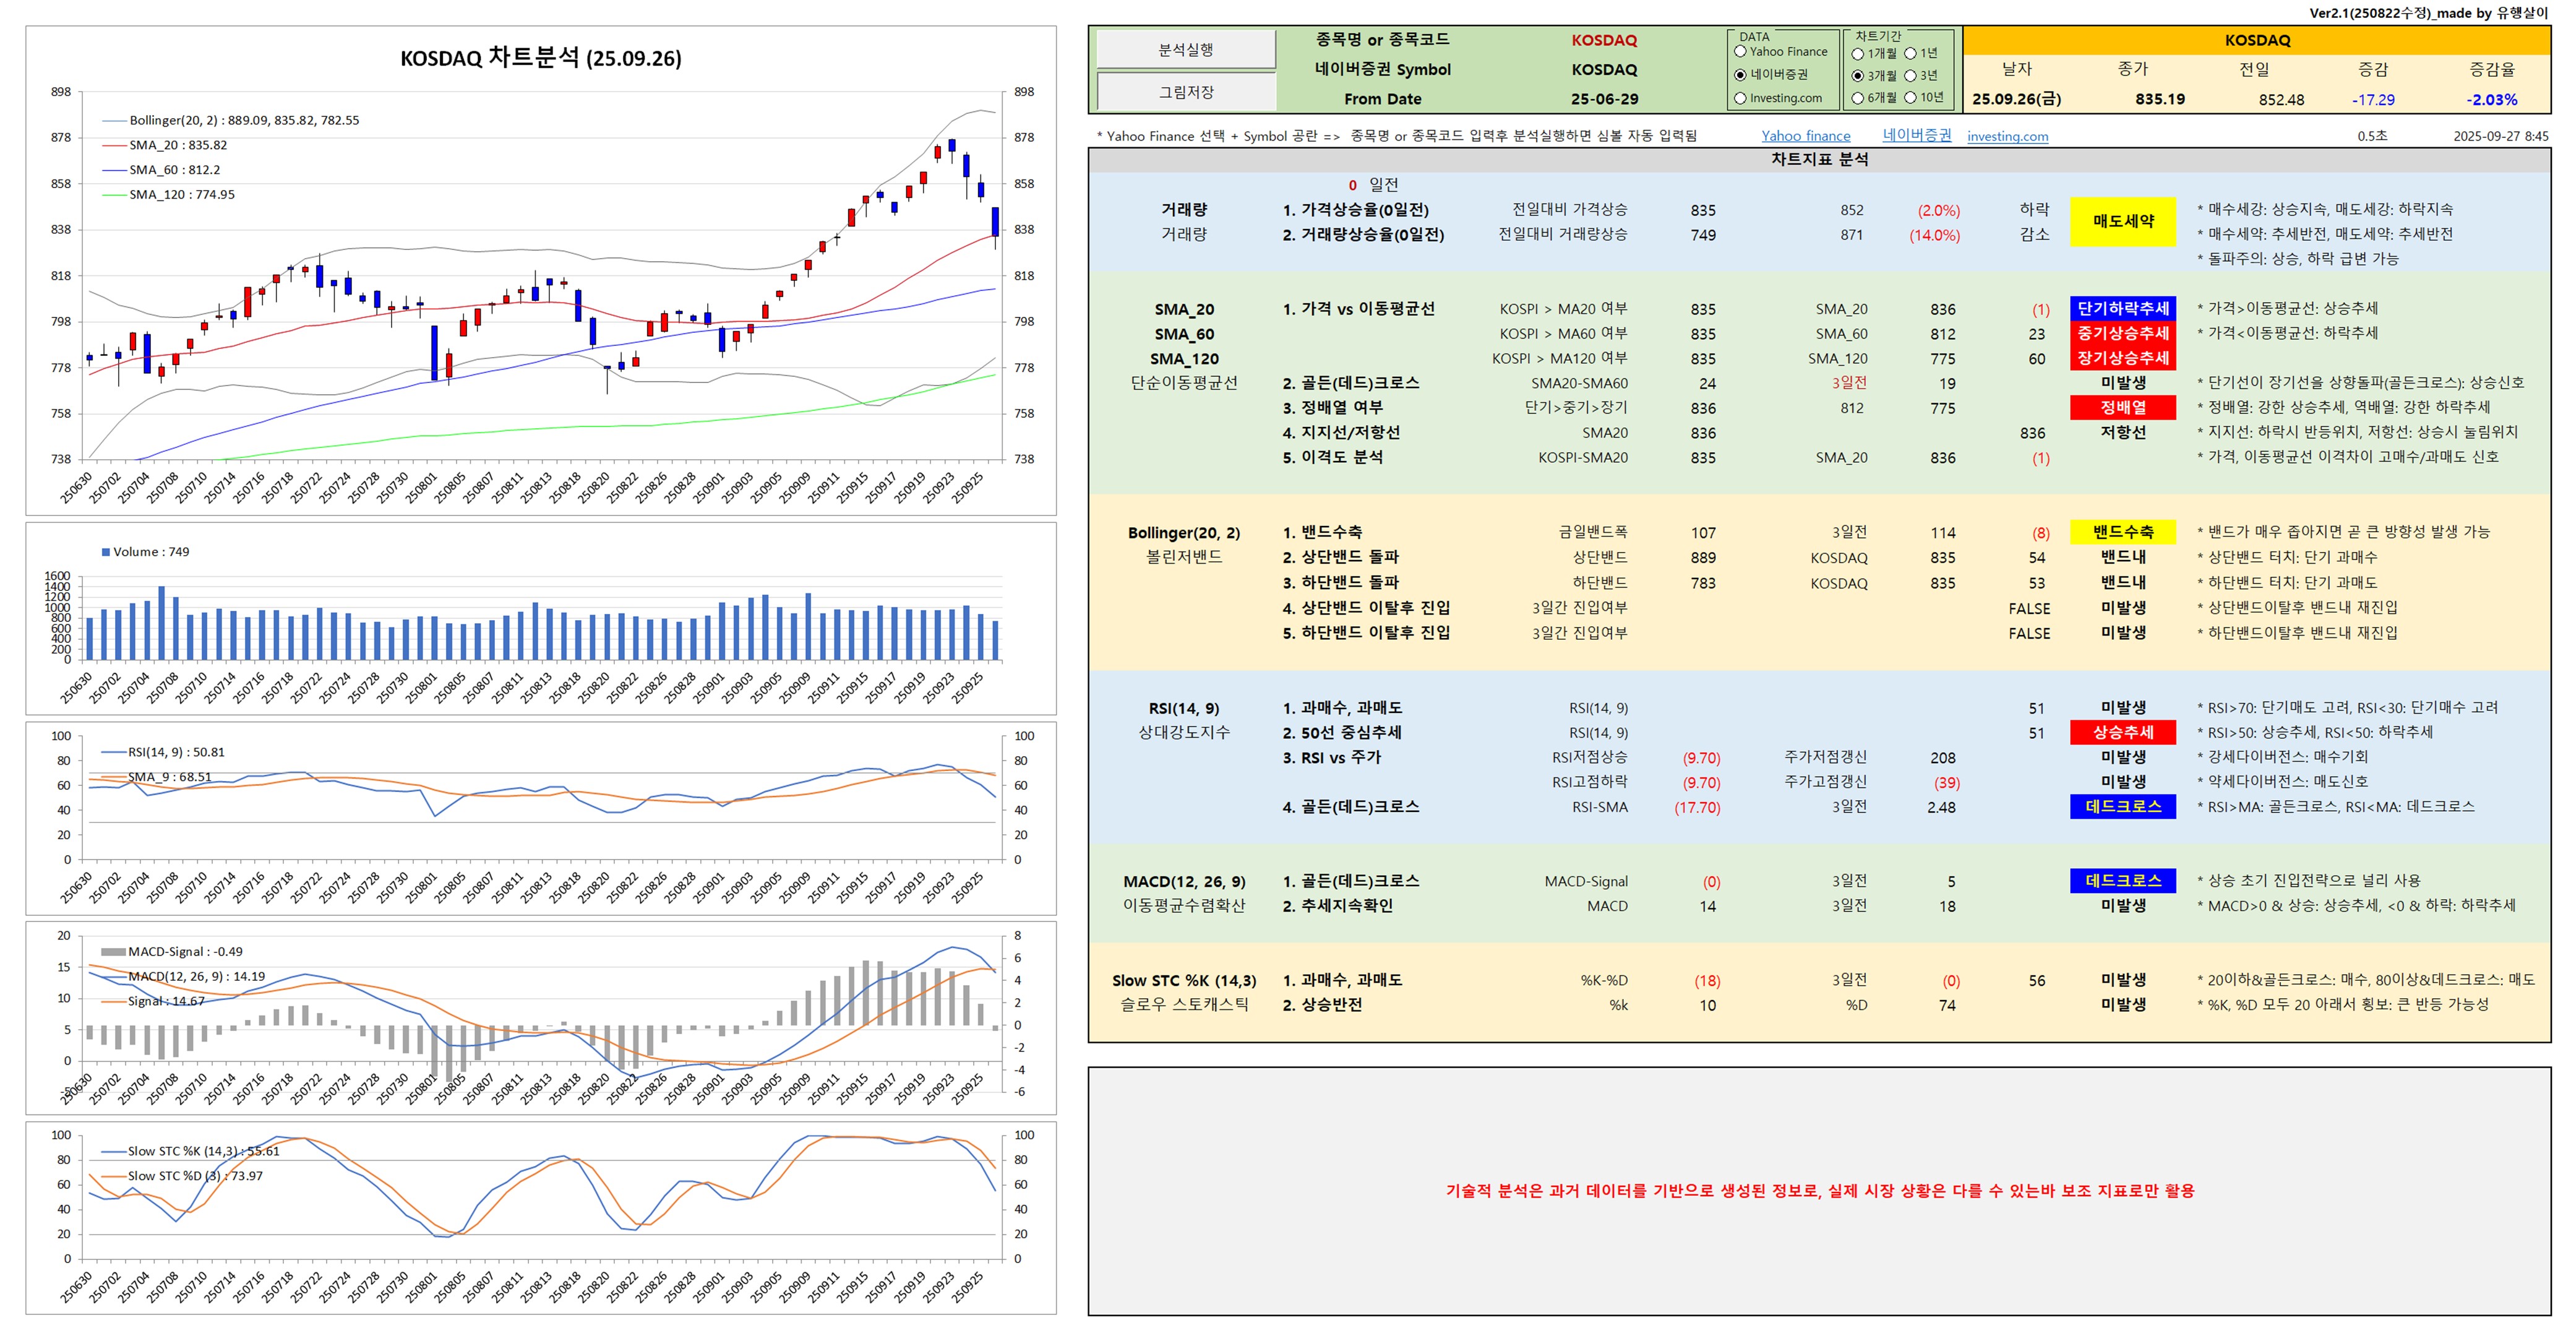 Ver2.1(250822수정)_made by 유행살이
KOSDAQ 차트분석 (25.09.26)
898 898
878 878
858 858
838 838
818 818
798 798
778 778
758 758
738 738
Bollinger(20, 2) : 889.09, 835.82, 782.55
SMA_20 : 835.82
SMA_60 : 812.2
SMA_120 : 774.95
250630 250702 250704 250708 250710 250714 250716 250718 250722 250724 250728 250730 250801 250805 250807 250811 250813 250818 250820 250822 250826 250828 250901 250903 250905 250909 250911 250915 250917 250919 250923 250925
Volume : 749
1600
1400
1200
1000
800
600
400
200
0
250630 250702 250704 250708 250710 250714 250716 250718 250722 250724 250728 250730 250801 250805 250807 250811 250813 250818 250820 250822 250826 250828 250901 250903 250905 250909 250911 250915 250917 250919 250923 250925
100 100
80 80
60 60
40 40
20 20
0 0
RSI(14, 9) : 50.81
SMA_9 : 68.51
250630 250702 250704 250708 250710 250714 250716 250718 250722 250724 250728 250730 250801 250805 250807 250811 250813 250818 250820 250822 250826 250828 250901 250903 250905 250909 250911 250915 250917 250919 250923 250925
20
15
10
5
0
-5
8
6
4
2
0
-2
-4
-6
MACD-Signal : -0.49
MACD(12, 26, 9) : 14.19
Signal : 14.67
250630 250702 250704 250708 250710 250714 250716 250718 250722 250724 250728 250730 250801 250805 250807 250811 250813 250818 250820 250822 250826 250828 250901 250903 250905 250909 250911 250915 250917 250919 250923 250925
100 100
80 80
60 60
40 40
20 20
0 0
Slow STC %K (14,3) : 55.61
Slow STC %D (3) : 73.97
250630 250702 250704 250708 250710 250714 250716 250718 250722 250724 250728 250730 250801 250805 250807 250811 250813 250818 250820 250822 250826 250828 250901 250903 250905 250909 250911 250915 250917 250919 250923 250925
분석실행
그림저장
종목명 or 종목코드 KOSDAQ
네이버증권 Symbol KOSDAQ
From Date 25-06-29
DATA
Yahoo Finance
네이버증권
Investing.com
차트기간
1개월 1년
3개월 3년
6개월 10년
KOSDAQ
날자 종가 전일 증감 증감율
25.09.26(금) 835.19 852.48 -17.29 -2.03%
* Yahoo Finance 선택 + Symbol 공란 => 종목명 or 종목코드 입력후 분석실행하면 심볼 자동 입력됨 Yahoo finance 네이버증권 investing.com 0.5초 2025-09-27 8:45
차트지표 분석
0 일전
거래량 1. 가격상승율(0일전) 전일대비 가격상승 835 852 (2.0%) 하락 매도세약 * 매수세강: 상승지속, 매도세강: 하락지속
거래량 2. 거래량상승율(0일전) 전일대비 거래량상승 749 871 (14.0%) 감소 * 매수세약: 추세반전, 매도세약: 추세반전
* 돌파주의: 상승, 하락 급변 가능
SMA_20 1. 가격 vs 이동평균선 KOSPI > MA20 여부 835 SMA_20 836 (1) 단기하락추세 * 가격>이동평균선: 상승추세
SMA_60 KOSPI > MA60 여부 835 SMA_60 812 23 중기상승추세 * 가격<이동평균선: 하락추세
SMA_120 KOSPI > MA120 여부 835 SMA_120 775 60 장기상승추세
단순이동평균선 2. 골든(데드)크로스 SMA20-SMA60 24 3일전 19 미발생 * 단기선이 장기선을 상향돌파(골든크로스): 상승신호
3. 정배열 여부 단기>중기>장기 836 812 775 정배열 * 정배열: 강한 상승추세, 역배열: 강한 하락추세
4. 지지선/저항선 SMA20 836 836 저항선 * 지지선: 하락시 반등위치, 저항선: 상승시 눌림위치
5. 이격도 분석 KOSPI-SMA20 835 SMA_20 836 (1) * 가격, 이동평균선 이격차이 고매수/과매도 신호
Bollinger(20, 2) 1. 밴드수축 금일밴드폭 107 3일전 114 (8) 밴드수축 * 밴드가 매우 좁아지면 곧 큰 방향성 발생 가능
볼린저밴드 2. 상단밴드 돌파 상단밴드 889 KOSDAQ 835 54 밴드내 * 상단밴드 터치: 단기 과매수
3. 하단밴드 돌파 하단밴드 783 KOSDAQ 835 53 밴드내 * 하단밴드 터치: 단기 과매도
4. 상단밴드 이탈후 진입 3일간 진입여부 FALSE 미발생 * 상단밴드이탈후 밴드내 재진입
5. 하단밴드 이탈후 진입 3일간 진입여부 FALSE 미발생 * 하단밴드이탈후 밴드내 재진입
RSI(14, 9) 1. 과매수, 과매도 RSI(14, 9) 51 미발생 * RSI>70: 단기매도 고려, RSI<30: 단기매수 고려
상대강도지수 2. 50선 중심추세 RSI(14, 9) 51 상승추세 * RSI>50: 상승추세, RSI<50: 하락추세
3. RSI vs 주가 RSI저점상승 (9.70) 주가저점갱신 208 미발생 * 강세다이버전스: 매수기회
RSI고점하락 (9.70) 주가고점갱신 (39) 미발생 * 약세다이버전스: 매도신호
4. 골든(데드)크로스 RSI-SMA (17.70) 3일전 2.48 데드크로스 * RSI>MA: 골든크로스, RSI<MA: 데드크로스
MACD(12, 26, 9) 1. 골든(데드)크로스 MACD-Signal (0) 3일전 5 데드크로스 * 상승 초기 진입전략으로 널리 사용
이동평균수렴확산 2. 추세지속확인 MACD 14 3일전 18 미발생 * MACD>0 & 상승: 상승추세, <0 & 하락: 하락추세
Slow STC %K (14,3) 1. 과매수, 과매도 %K-%D (18) 3일전 (0) 56 미발생 * 20이하&골든크로스: 매수, 80이상&데드크로스: 매도
슬로우 스토캐스틱 2. 상승반전 %k 10 %D 74 미발생 * %K, %D 모두 20 아래서 횡보: 큰 반등 가능성
기술적 분석은 과거 데이터를 기반으로 생성된 정보로, 실제 시장 상황은 다를 수 있는바 보조 지표로만 활용